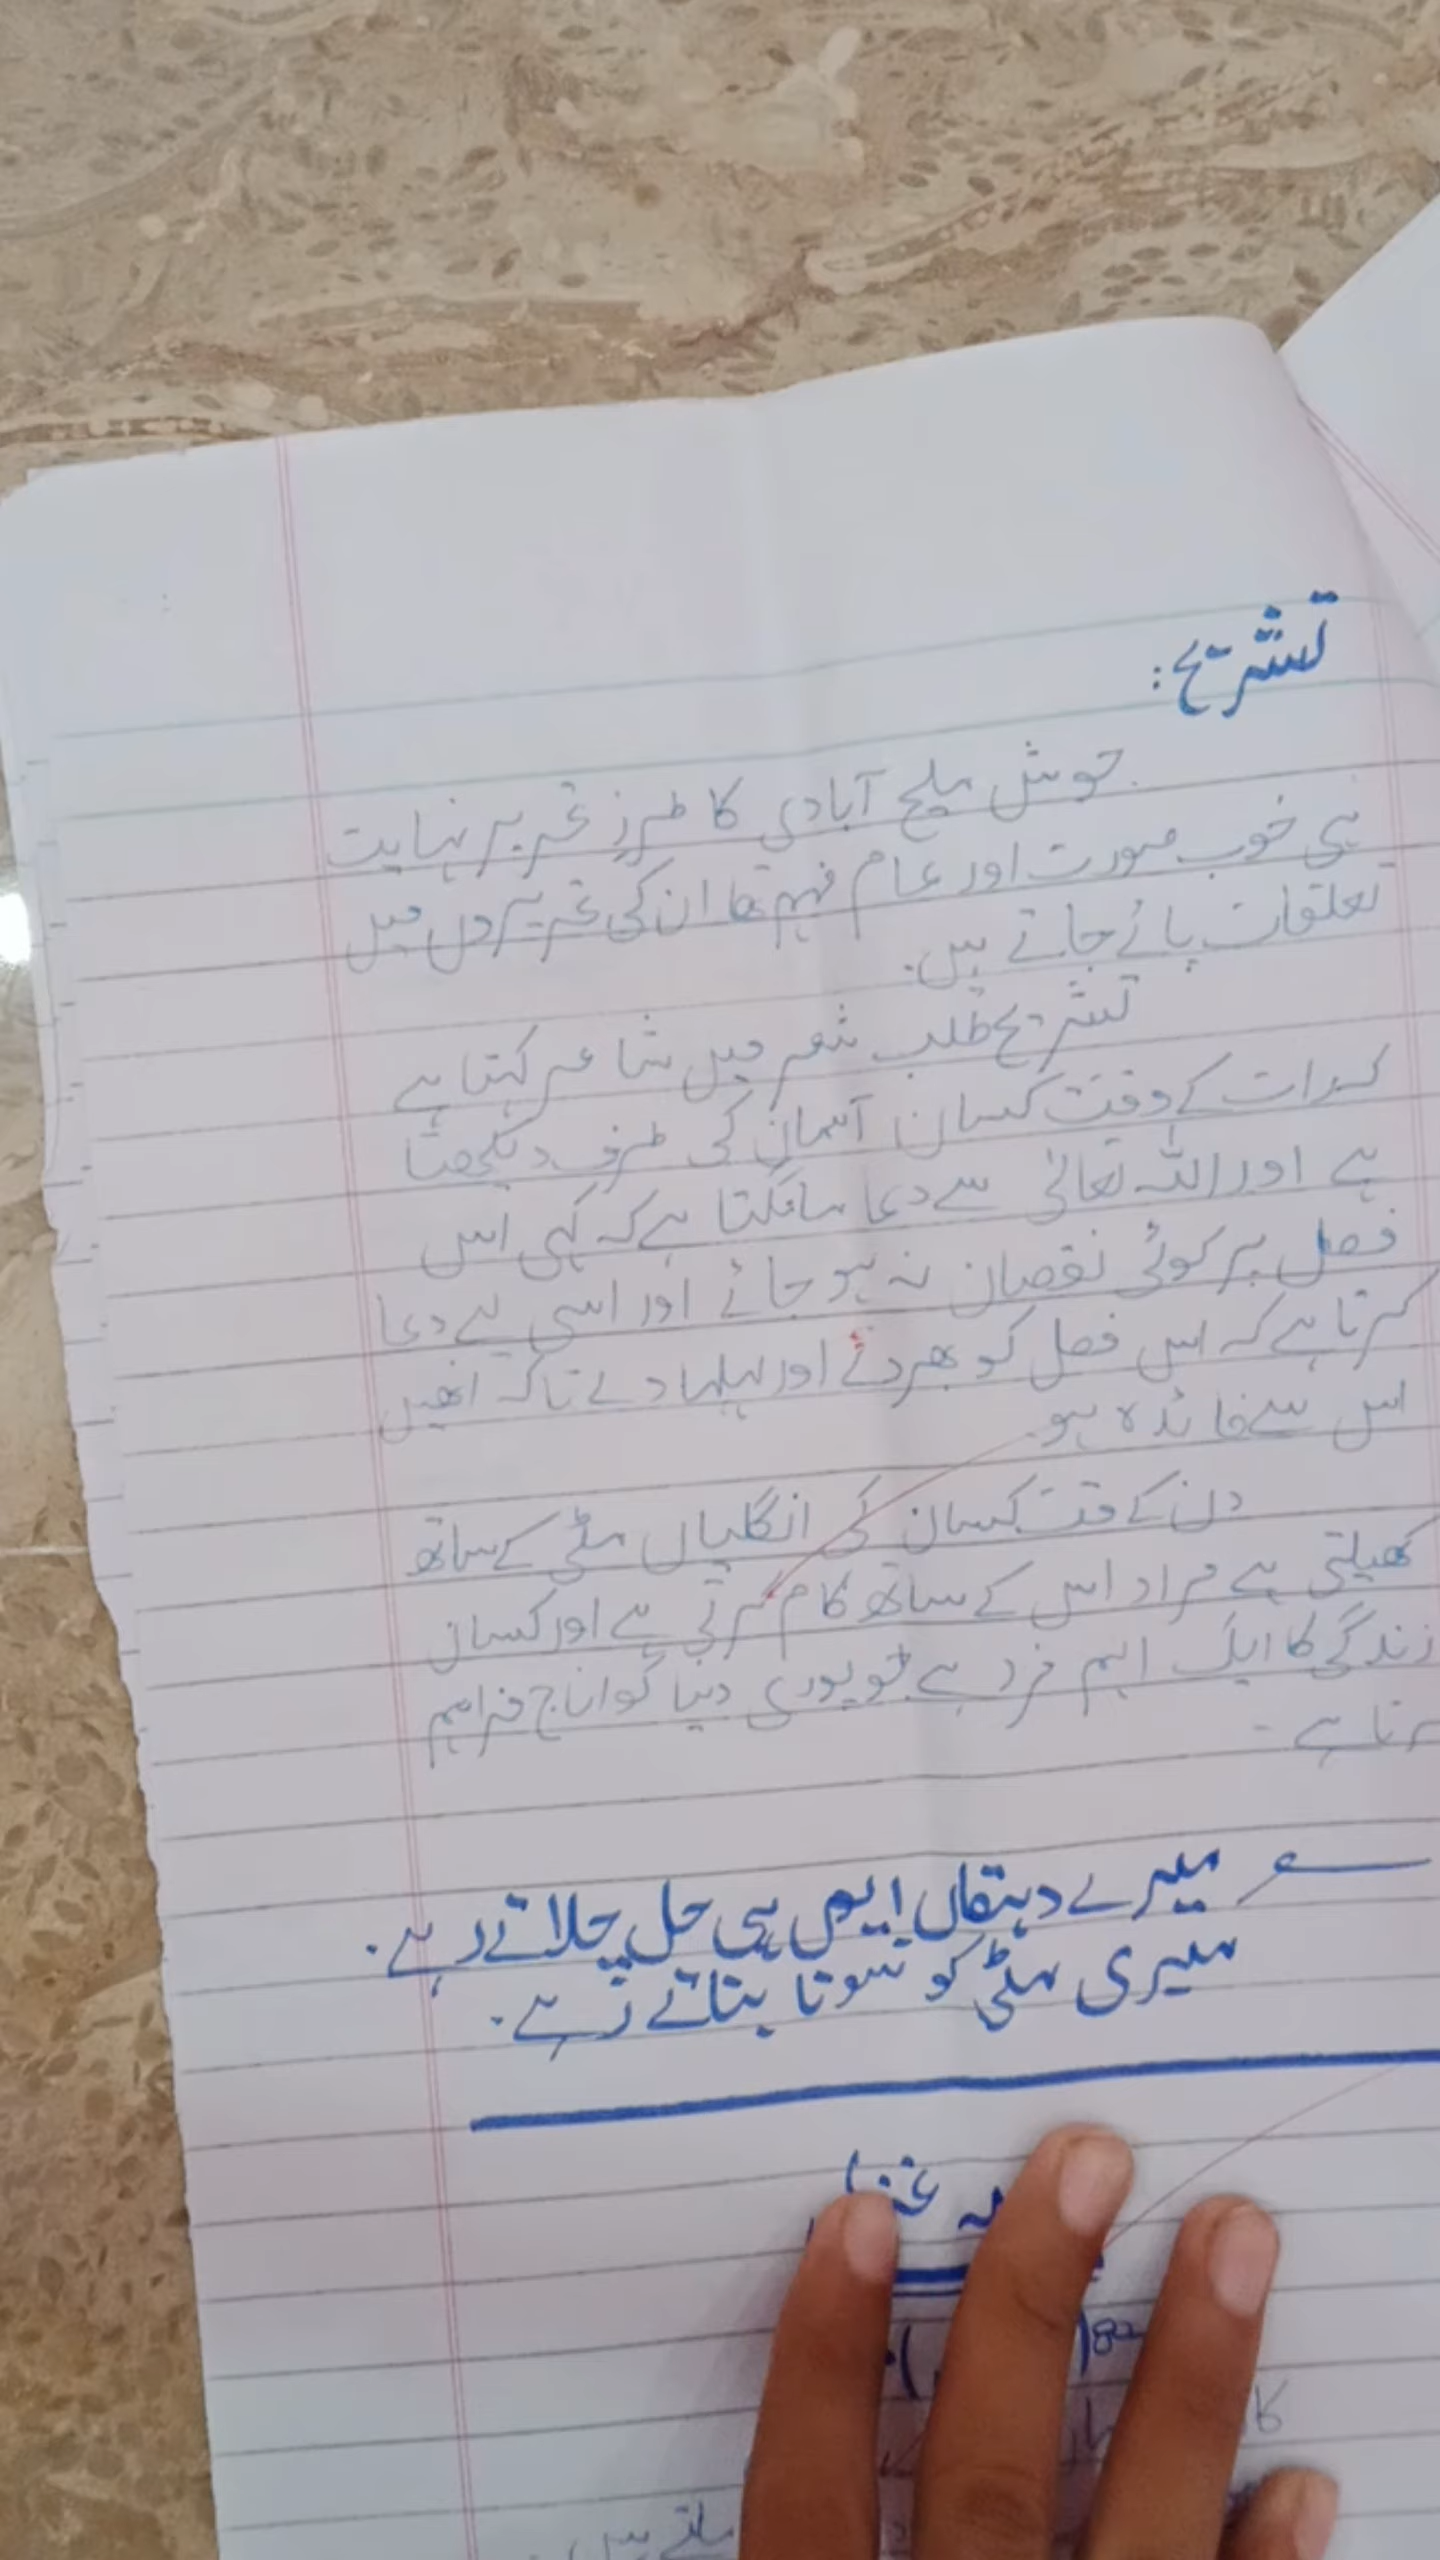 تشریح:
جوش ملیح آبادی کا طرز تحریر نہایت
ہی خوب صورت اور عام فہم تھا ان کی تحریروں میں
تعلقات پائے جاتے ہیں.
تشریح طلب شعر میں شاعر کہتا ہے
کہ رات کے وقت کسان آسمان کی طرف دیکھتا
ہے اور اللہ تعالیٰ سے دعا مانگتا ہے کہ کہی اس
فصل پر کوئی نقصان نہ ہو جائے اور اسی لیے دعا
کرتا ہے کہ اس فصل کو بھر دے اور لہلہا دے تاکہ انھیں
اس سے فائدہ ہو.
دن کے وقت کسان کی انگلیاں مٹی کے ساتھ
کھیلتی ہے مراد اس کے ساتھ کام کرتی ہے اور کسان
زندگی کا ایک اہم فرد ہے جو پوری دنیا کو اناج فراہم
کرتا ہے -
میرے دہقاں یوں ہی حل چلاتے رہے.
میری مٹی کو سونا بناتے رہے.
کا